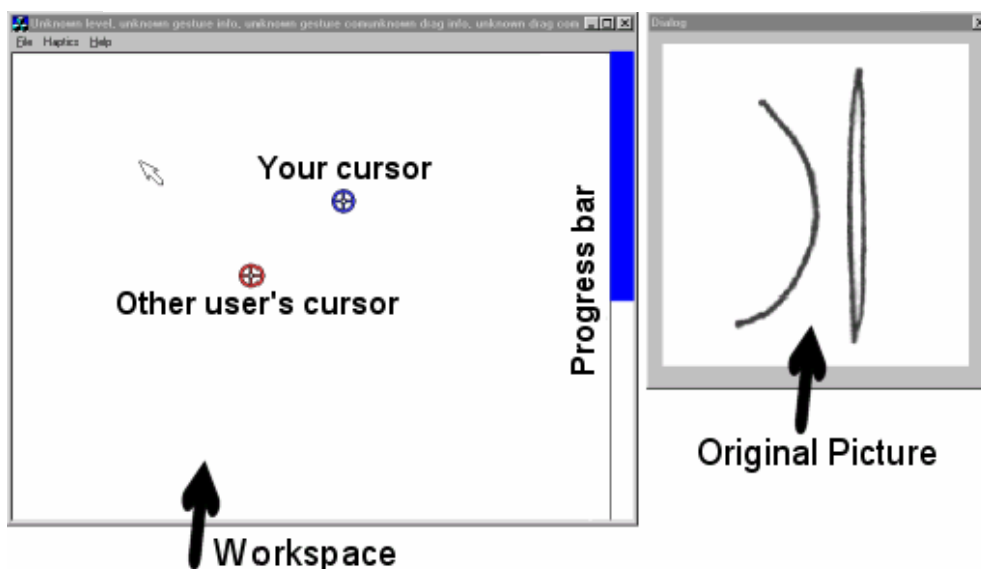 Unknown level, unknown gesture info, unknown gesture comunknown drag info, unknown drag com
File Haptics Help
Your cursor
Other user's cursor
Progress bar
Workspace
Dialog
Original Picture